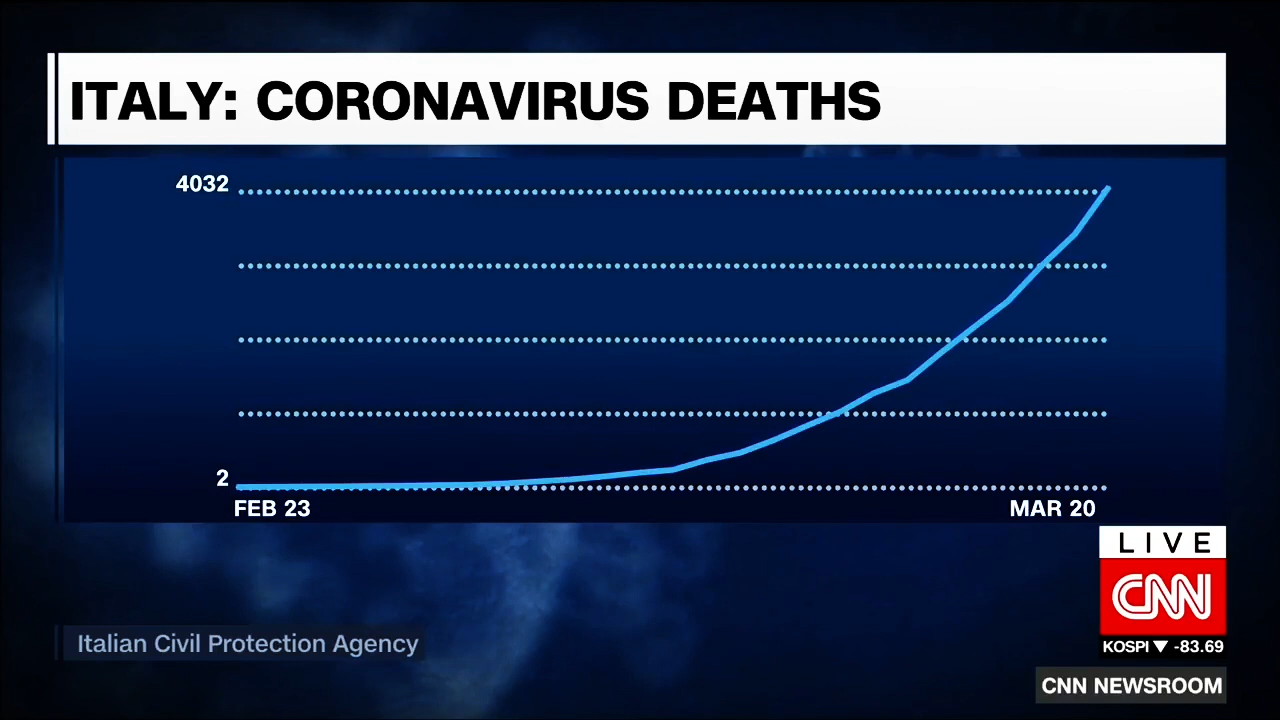 ITALY: CORONAVIRUS DEATHS
4032
2
FEB 23
MAR 20
LIVE
CNN
KOSPI ▼ -83.69
Italian Civil Protection Agency
CNN NEWSROOM